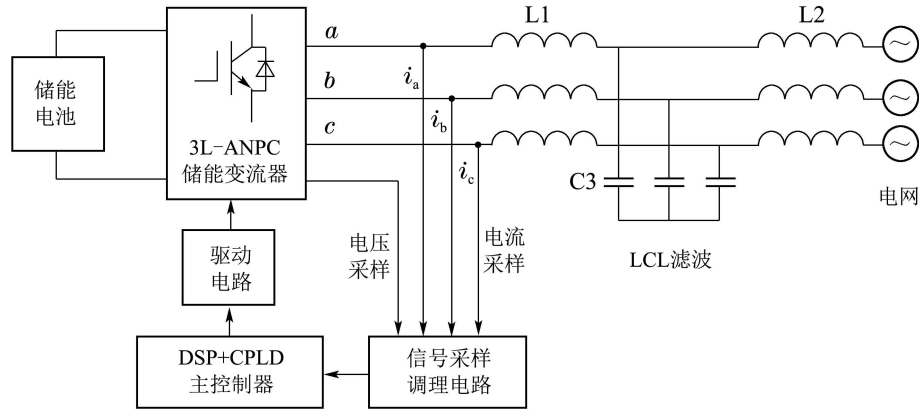 储能
电池
3L-ANPC
储能变流器
a
b
c
i_a
i_b
i_c
L1
L2
C3
电网
LCL滤波
电压
采样
电流
采样
驱动
电路
DSP+CPLD
主控制器
信号采样
调理电路